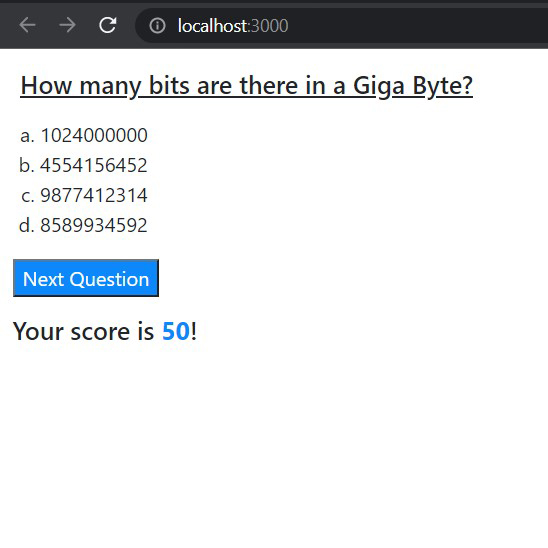 localhost:3000
How many bits are there in a Giga Byte?
a. 1024000000
b. 4554156452
c. 9877412314
d. 8589934592
Next Question
Your score is 50!